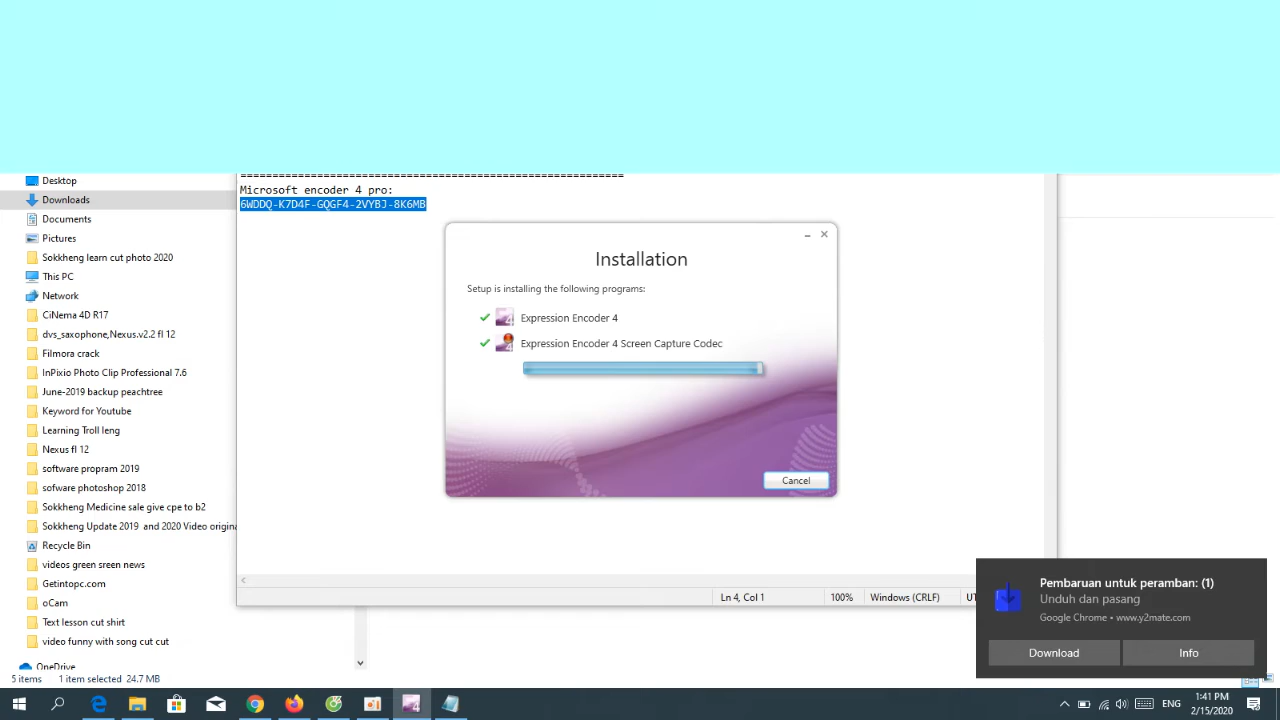 Desktop
Downloads
Documents
Pictures
Sokkheng learn cut photo 2020
This PC
Network
CiNema 4D R17
dvs_saxophone,Nexus.v2.2 fl 12
Filmora crack
InPixio Photo Clip Professional 7.6
June-2019 backup peachtree
Keyword for Youtube
Learning Troll leng
Nexus fl 12
software propram 2019
sofware photoshop 2018
Sokkheng Medicine sale give cpe to b2
Sokkheng Update 2019 and 2020 Video origina
Recycle Bin
videos green sreen news
Getintopc.com
oCam
Text lesson cut shirt
video funny with song cut cut
OneDrive
5 items 1 item selected 24.7 MB
============================================================
Microsoft encoder 4 pro:
6WDDQ-K7D4F-GQGF4-2VYBJ-8K6MB
Installation
Setup is installing the following programs:
Expression Encoder 4
Expression Encoder 4 Screen Capture Codec
Cancel
Ln 4, Col 1 100% Windows (CRLF) UT
Pembaruan untuk peramban: (1)
Unduh dan pasang
Google Chrome • www.y2mate.com
Download Info
ENG
1:41 PM
2/15/2020